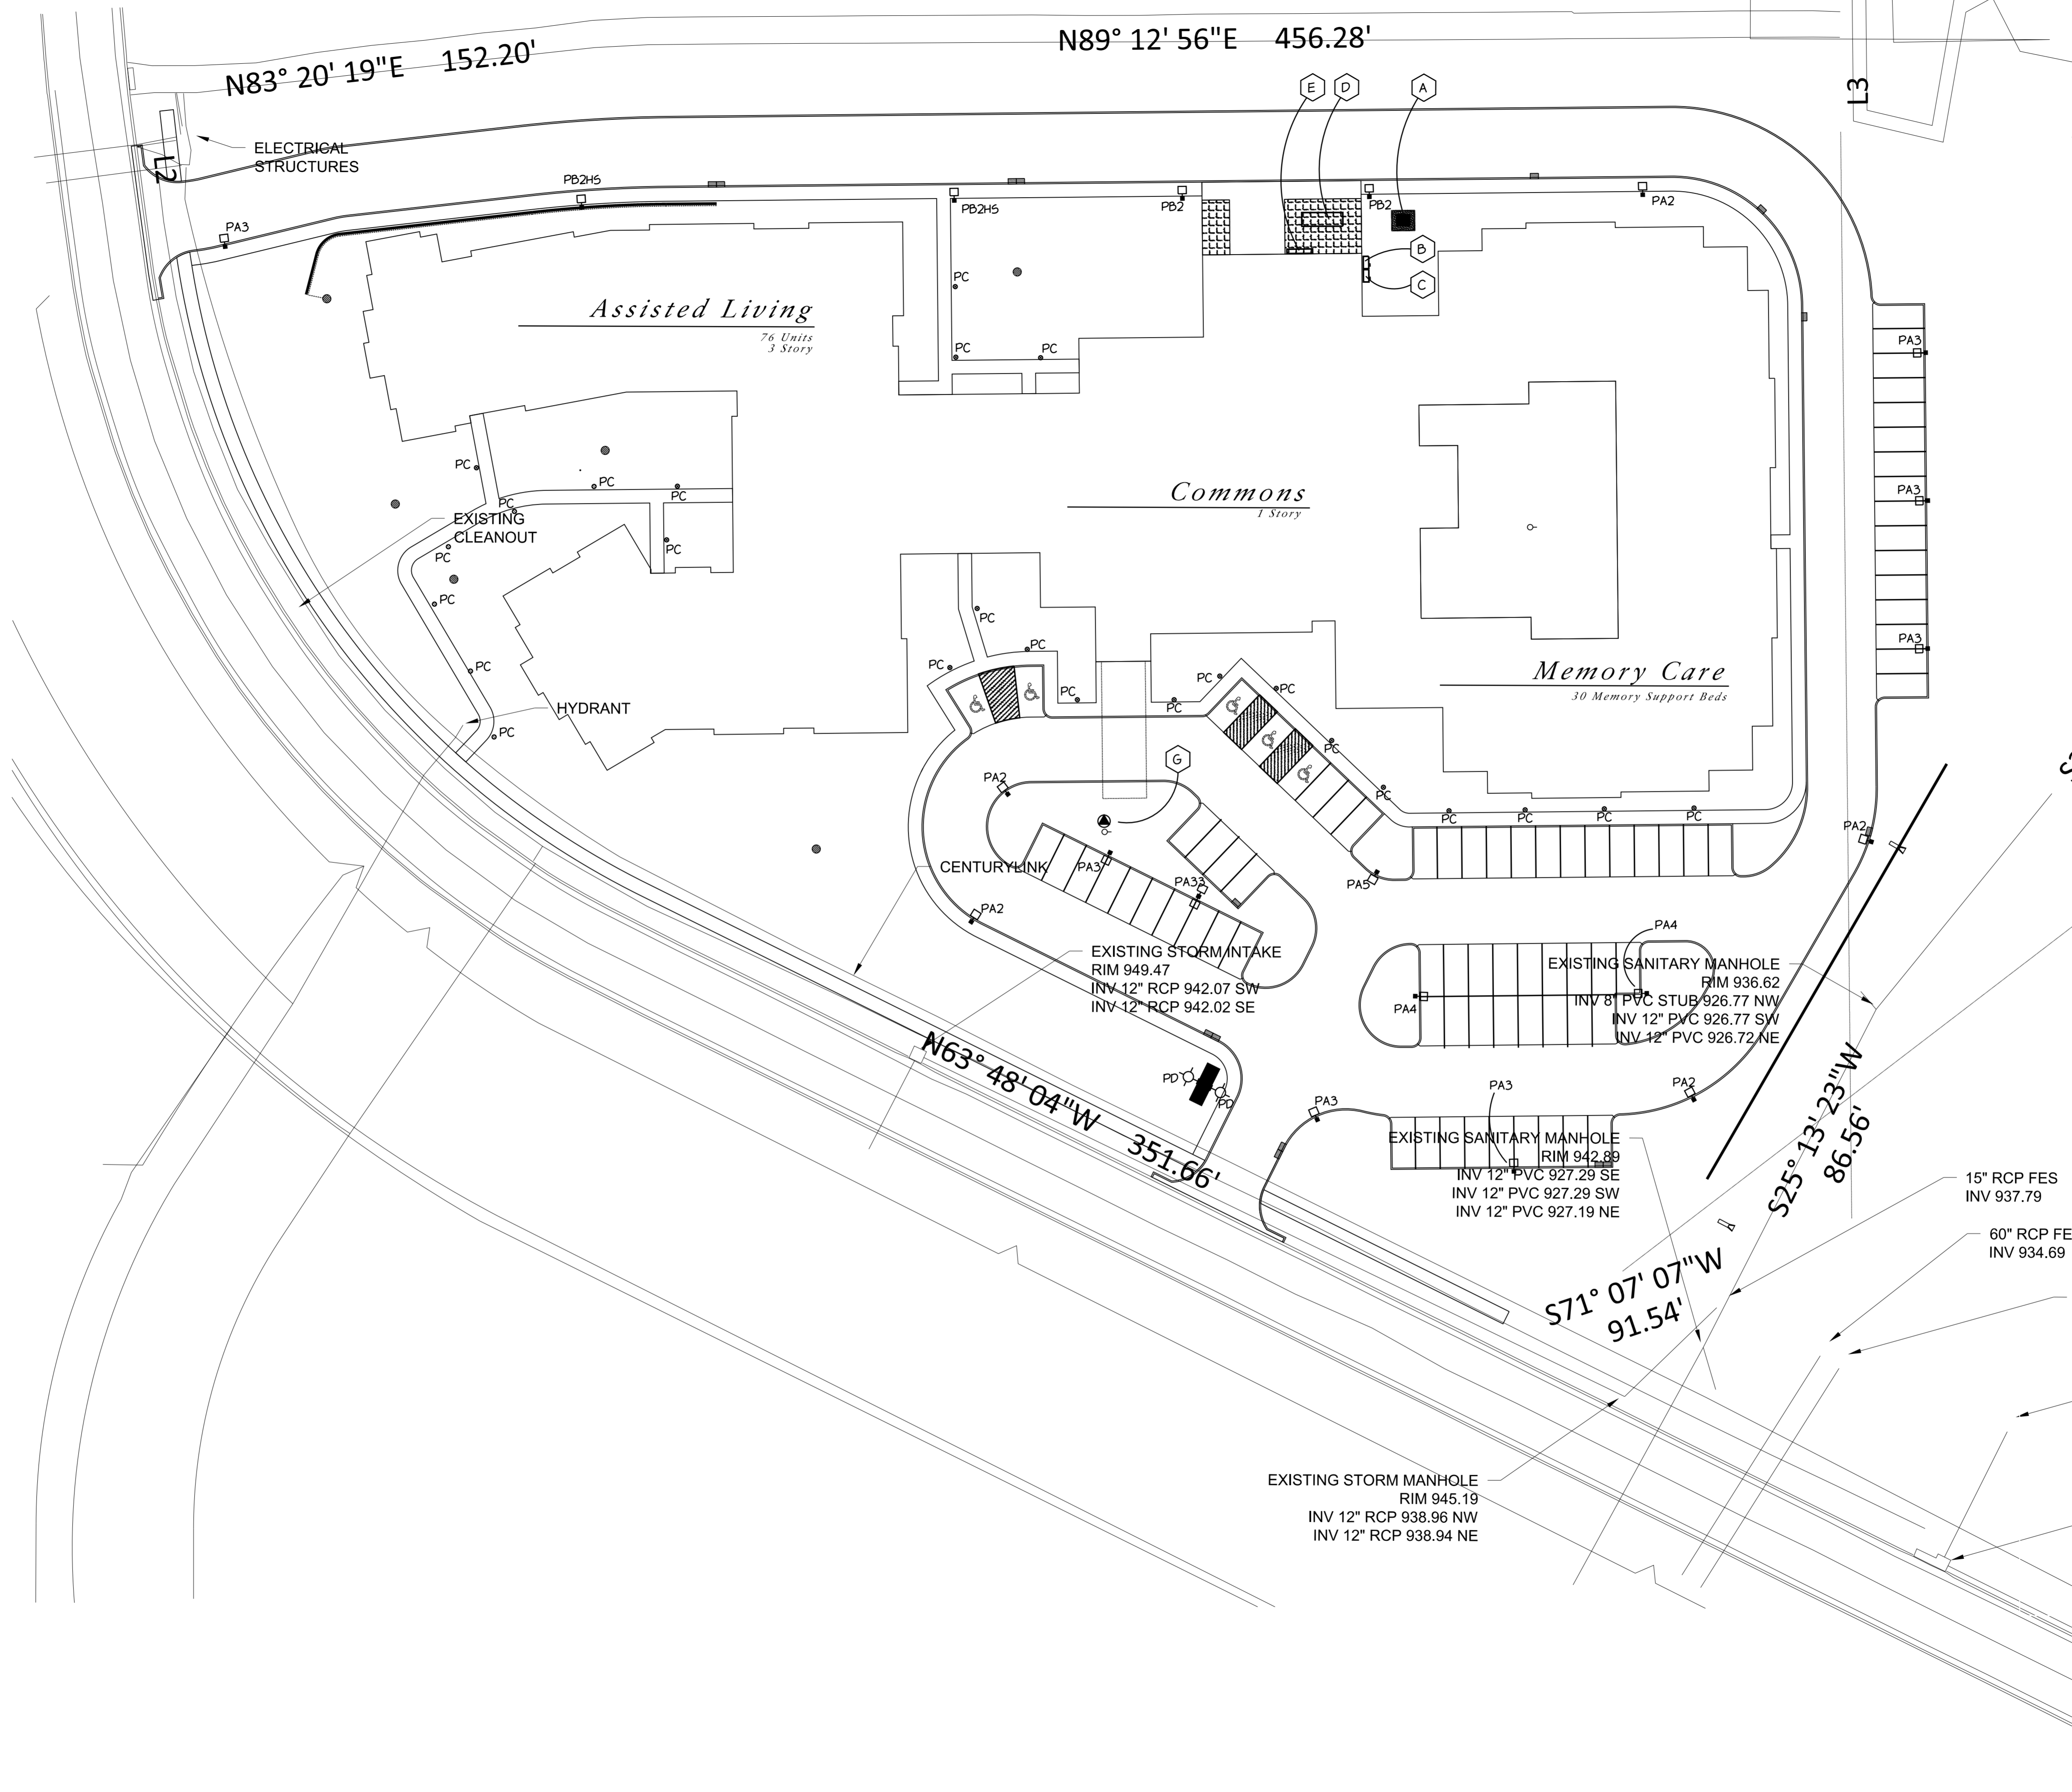 N83° 20' 19"E 152.20'
N89° 12' 56"E 456.28'
E
D
A
L3
ELECTRICAL
STRUCTURES
L2
PB2HS
PA3
PB2HS
PB2
PB2
PA2
B
C
PC
Assisted Living
76 Units
3 Story
PC
PC
PA3
PC
PC
PC
PC
EXISTING
CLEANOUT
PC
PC
PC
Commons
1 Story
PA3
PC
PC
PC
PC
PC
PC
PC
PC
PC
PC
PC
PC
PA3
Memory Care
30 Memory Support Beds
HYDRANT
G
PA2
PC
PC
PC
PC
PC
PA2
CENTURYLINK
PA3
PA33
PA5
PA2
PA4
EXISTING STORM INTAKE
RIM 949.47
INV 12" RCP 942.07 SW
INV 12" RCP 942.02 SE
EXISTING SANITARY MANHOLE
RIM 936.62
INV 8" PVC STUB 926.77 NW
INV 12" PVC 926.77 SW
INV 12" PVC 926.72 NE
PA4
N63° 48' 04"W 351.66'
PD
PD
PA3
PA3
PA2
S25° 13' 23"W
86.56'
EXISTING SANITARY MANHOLE
RIM 942.89
INV 12" PVC 927.29 SE
INV 12" PVC 927.29 SW
INV 12" PVC 927.19 NE
15" RCP FES
INV 937.79
60" RCP FE
INV 934.69
S71° 07' 07"W
91.54'
EXISTING STORM MANHOLE
RIM 945.19
INV 12" RCP 938.96 NW
INV 12" RCP 938.94 NE